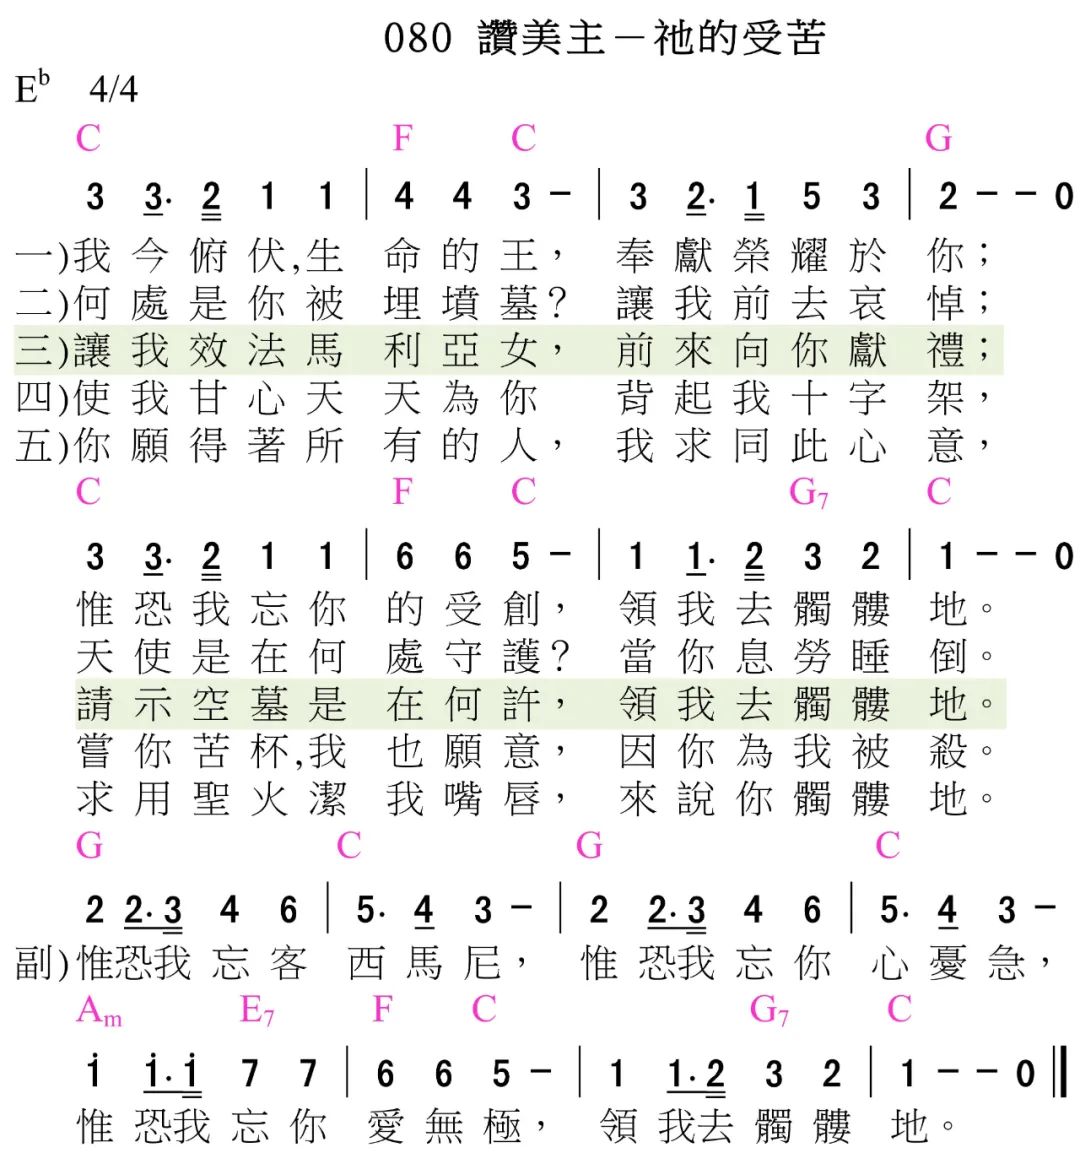 080 讚美主－祂的受苦
E♭ 4/4
C F C G
3 3. 2 1 1 | 4 4 3 － | 3 2. 1 5 3 | 2 － － 0
一)我今俯伏,生命的王，奉獻榮耀於你；
二)何處是你被埋墳墓？讓我前去哀悼；
三)讓我效法馬利亞女，前來向你獻禮；
四)使我甘心天天為你背起我十字架，
五)你願得著所有的人，我求同此心意，
C F C G7 C
3 3. 2 1 1 | 6 6 5 － | 1 1. 2 3 2 | 1 － － 0
惟恐我忘你的受創，領我去髑髏地。
天使是在何處守護？當你息勞睡倒。
請示空墓是在何許，領我去髑髏地。
嘗你苦杯,我也願意，因你為我被殺。
求用聖火潔我嘴唇，來說你髑髏地。
G C G C
2 2. 3 4 6 | 5. 4 3 － | 2 2. 3 4 6 | 5. 4 3 －
副)惟恐我忘客西馬尼，惟恐我忘你心憂急，
Am E7 F C G7 C
i i. i 7 7 | 6 6 5 － | 1 1. 2 3 2 | 1 － － 0 ‖
惟恐我忘你愛無極，領我去髑髏地。